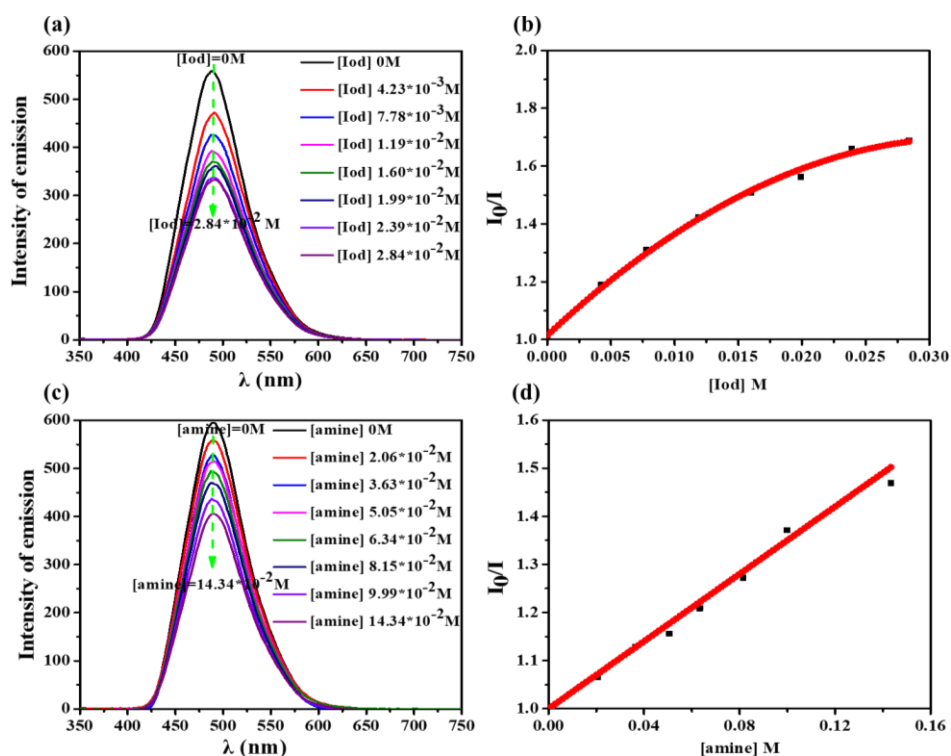 (a)
[Iod]=0M
[Iod] 0M
[Iod] 4.23*10⁻³M
[Iod] 7.78*10⁻³M
[Iod] 1.19*10⁻²M
[Iod] 1.60*10⁻²M
[Iod] 1.99*10⁻²M
[Iod] 2.39*10⁻²M
[Iod] 2.84*10⁻²M
[Iod]=2.84*10⁻² M
Intensity of emission
600
500
400
300
200
100
0
350 400 450 500 550 600 650 700 750
λ (nm)
(b)
I₀/I
2.0
1.8
1.6
1.4
1.2
1.0
0.000 0.005 0.010 0.015 0.020 0.025 0.030
[Iod] M
(c)
[amine]=0M
[amine] 0M
[amine] 2.06*10⁻²M
[amine] 3.63*10⁻²M
[amine] 5.05*10⁻²M
[amine] 6.34*10⁻²M
[amine] 8.15*10⁻²M
[amine] 9.99*10⁻²M
[amine] 14.34*10⁻²M
[amine]=14.34*10⁻²M
Intensity of emission
600
500
400
300
200
100
0
350 400 450 500 550 600 650 700 750
λ (nm)
(d)
I₀/I
1.6
1.5
1.4
1.3
1.2
1.1
1.0
0.00 0.04 0.08 0.12 0.16
[amine] M